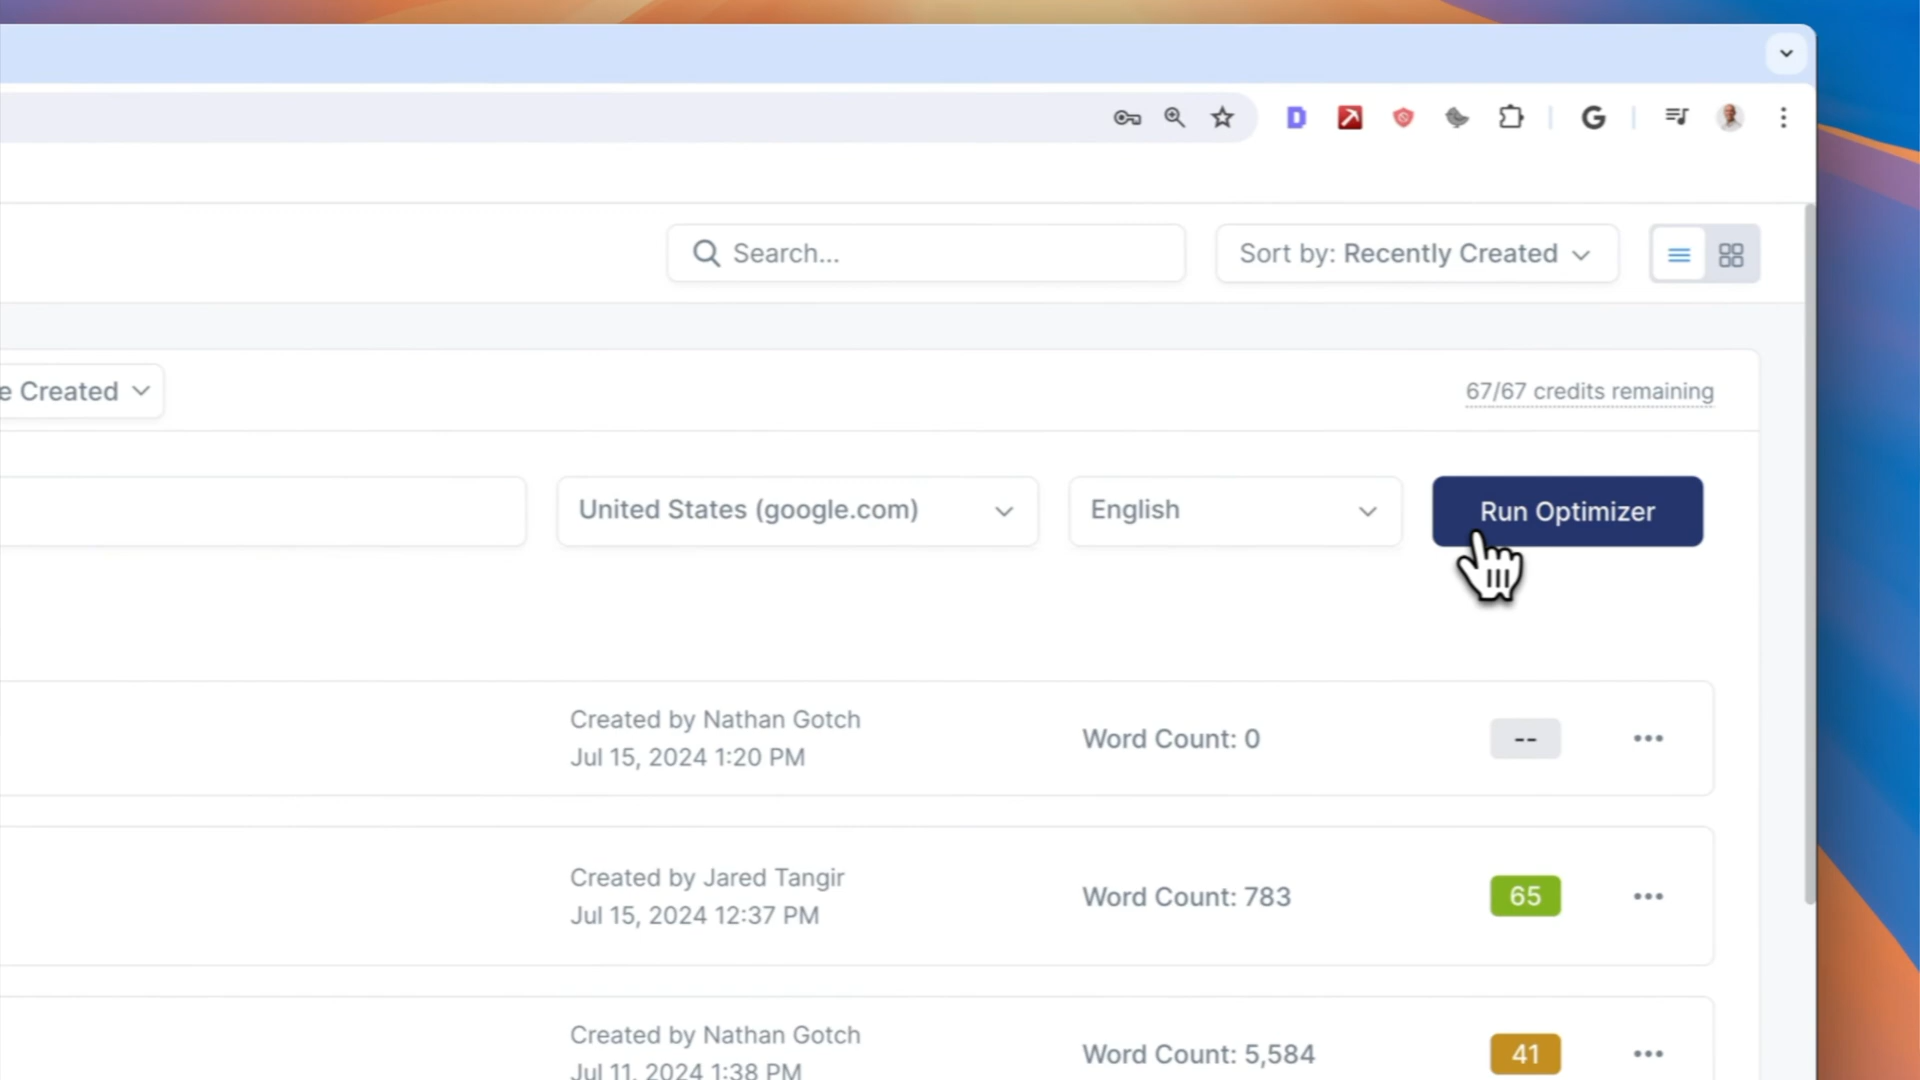 Search...
Sort by: Recently Created
e Created
67/67 credits remaining
United States (google.com)
English
Run Optimizer
Created by Nathan Gotch
Jul 15, 2024 1:20 PM
Word Count: 0
--
Created by Jared Tangir
Jul 15, 2024 12:37 PM
Word Count: 783
65
Created by Nathan Gotch
Jul 11, 2024 1:38 PM
Word Count: 5,584
41